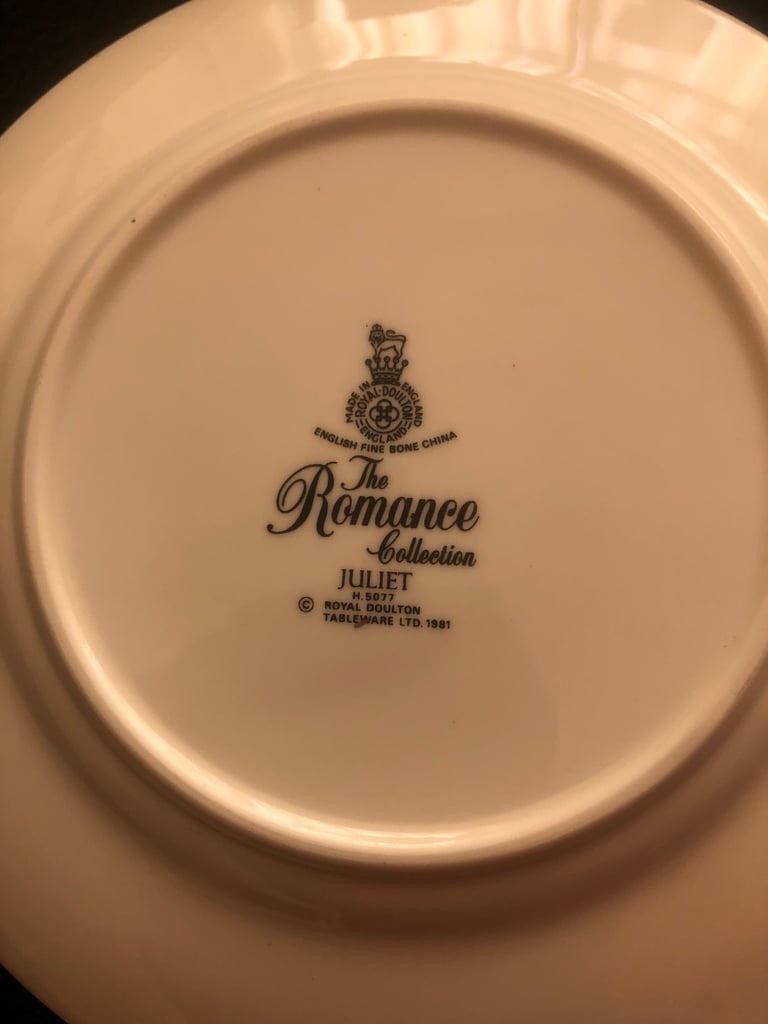 MADE IN ENGLAND
ROYAL DOULTON
ENGLAND
ENGLISH FINE BONE CHINA
The
Romance
Collection
JULIET
H.5077
© ROYAL DOULTON
TABLEWARE LTD. 1981